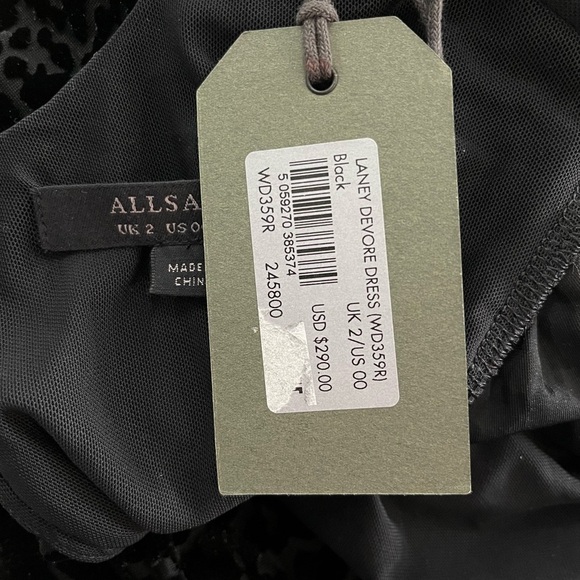 LANEY DEVORE DRESS (WD359R)
Black
UK 2/US 00
5 059270 385374
USD $290.00
WD359R
245800
ALLSA
UK 2 US 0
MADE
CHIN